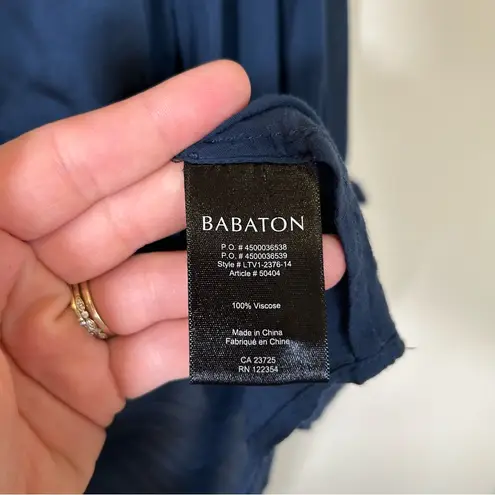 BABATON
P.O. # 4500036538
P.O. # 4500036539
Style # LTV1-2376-14
Article # 50404
100% Viscose
Made in China
Fabriqué en Chine
CA 23725
RN 122354